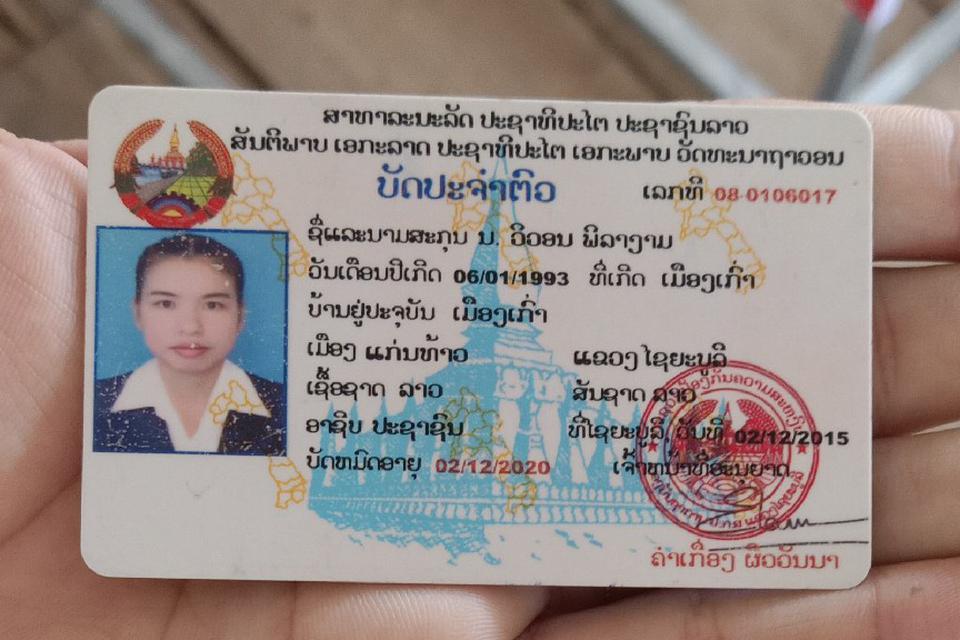 ສາທາລະນະລັດ ປະຊາທິປະໄຕ ປະຊາຊົນລາວ
ສັນຕິພາບ ເອກະລາດ ປະຊາທິປະໄຕ ເອກະພາບ ວັດທະນາຖາວອນ
ບັດປະຈຳຕົວ ເລກທີ 08-0106017
ຊື່ແລະນາມສະກຸນ ນ. ວິວອນ ພິລາງາມ
ວັນເດືອນປີເກີດ 06/01/1993 ທີ່ເກີດ ເມືອງເກົ່າ
ບ້ານຢູ່ປະຈຸບັນ ເມືອງເກົ່າ
ເມືອງ ແກ່ນທ້າວ ແຂວງ ໄຊຍະບູລີ
ເຊື້ອຊາດ ລາວ ສັນຊາດ ລາວ
ອາຊິບ ປະຊາຊົນ ທີ່ໄຊຍະບູລີ, ວັນທີ 02/12/2015
ບັດຫມົດອາຍຸ 02/12/2020 ເຈົ້າຫນ້າທີ່ອະນຸຍາດ
ຄຳເກື່ອງ ຜິວວັນນາ